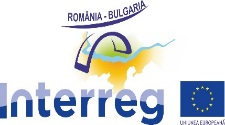 ROMÂNIA - BULGARIA
Interreg
UNIUNEA EUROPEANĂ